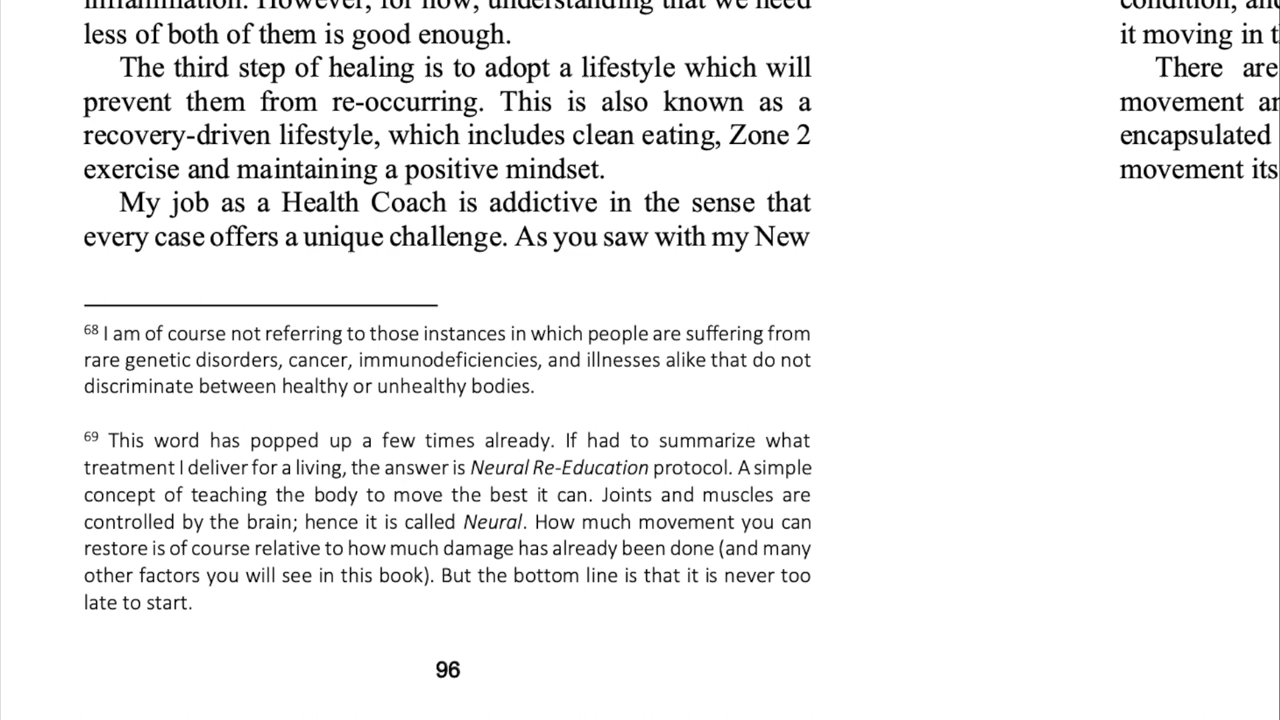 inflammation. However, for now, understanding that we need
less of both of them is good enough.
The third step of healing is to adopt a lifestyle which will
prevent them from re-occurring. This is also known as a
recovery-driven lifestyle, which includes clean eating, Zone 2
exercise and maintaining a positive mindset.
My job as a Health Coach is addictive in the sense that
every case offers a unique challenge. As you saw with my New
68 I am of course not referring to those instances in which people are suffering from
rare genetic disorders, cancer, immunodeficiencies, and illnesses alike that do not
discriminate between healthy or unhealthy bodies.
69 This word has popped up a few times already. If had to summarize what
treatment I deliver for a living, the answer is Neural Re-Education protocol. A simple
concept of teaching the body to move the best it can. Joints and muscles are
controlled by the brain; hence it is called Neural. How much movement you can
restore is of course relative to how much damage has already been done (and many
other factors you will see in this book). But the bottom line is that it is never too
late to start.
96
condition, and
it moving in t
There are
movement
encapsulated
movement its